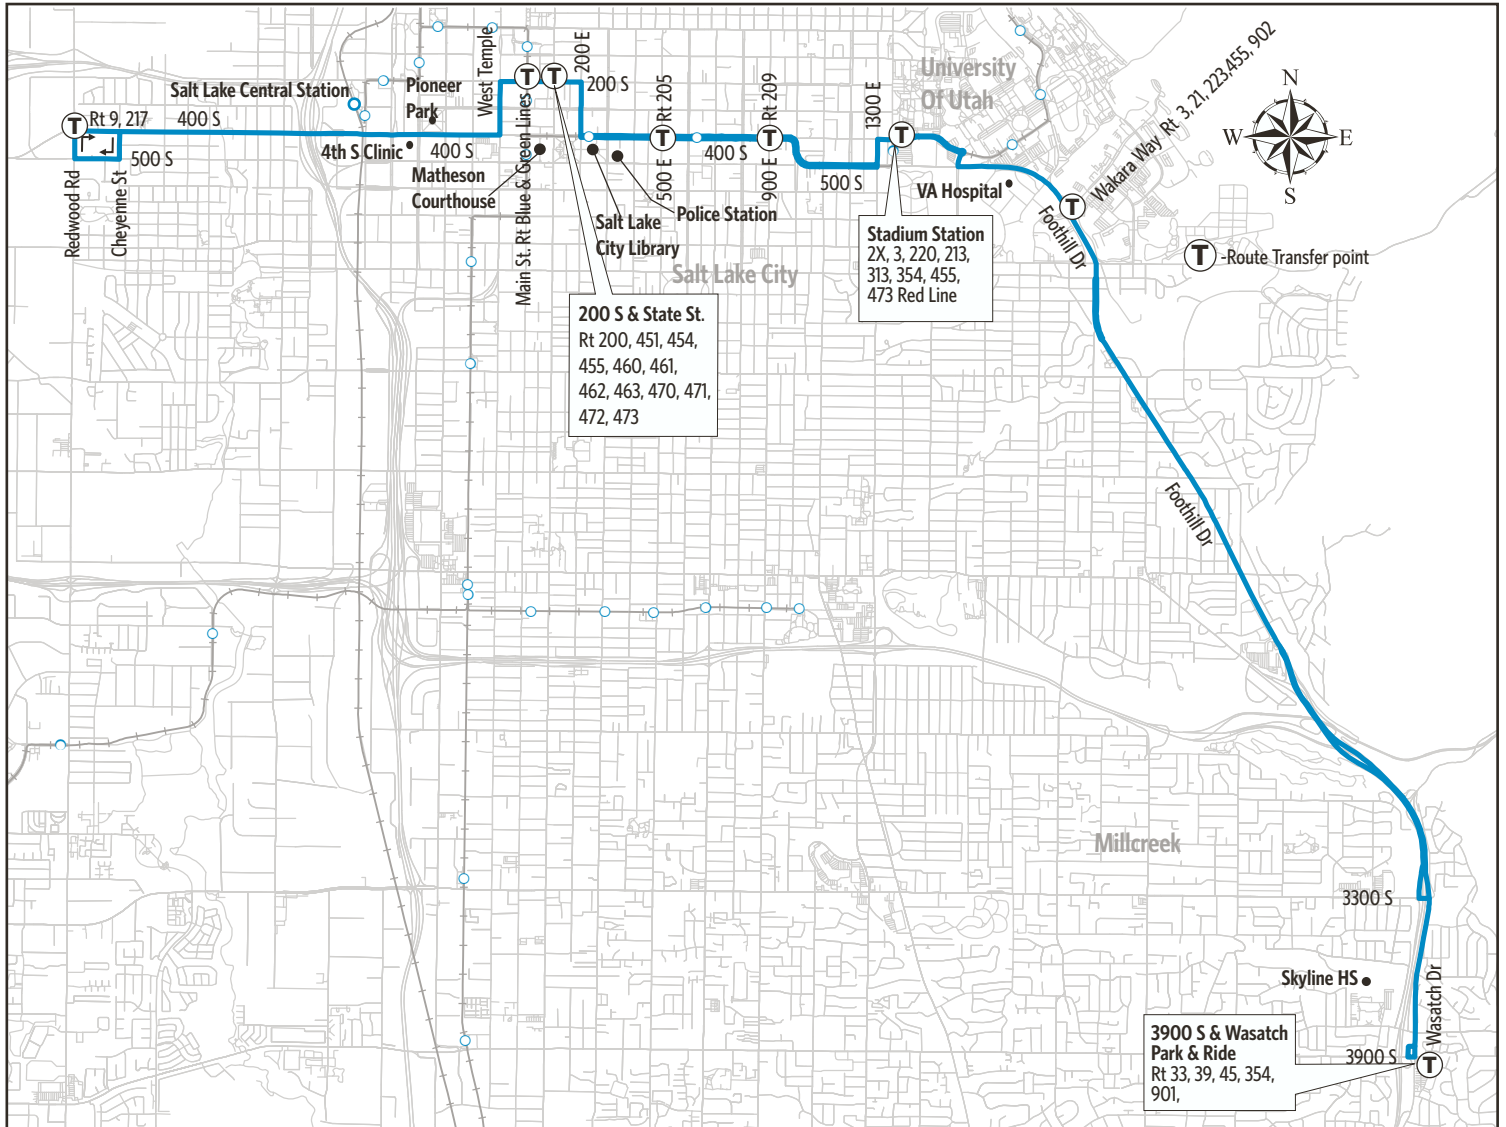 Salt Lake Central Station
Rt 9, 217
400 S
500 S
Redwood Rd
Cheyenne St
Pioneer
Park
4th S Clinic
400 S
West Temple
Matheson
Courthouse
Main St. Rt Blue & Green Lines
T
T
T
200 E
200 S
Salt Lake
City Library
Police Station
T
Rt 205
500 E
400 S
T
Rt 209
900 E
500 S
1300 E
T
University
Of Utah
VA Hospital
T
Wakara Way Rt 3, 21, 223,455, 902
Foothill Dr
N
W
E
S
T
-Route Transfer point
Stadium Station
2X, 3, 220, 213,
313, 354, 455,
473 Red Line
Salt Lake City
200 S & State St.
Rt 200, 451, 454,
455, 460, 461,
462, 463, 470, 471,
472, 473
Foothill Dr
Millcreek
3300 S
Skyline HS
Wasatch Dr
3900 S & Wasatch
Park & Ride
Rt 33, 39, 45, 354,
901,
3900 S
T